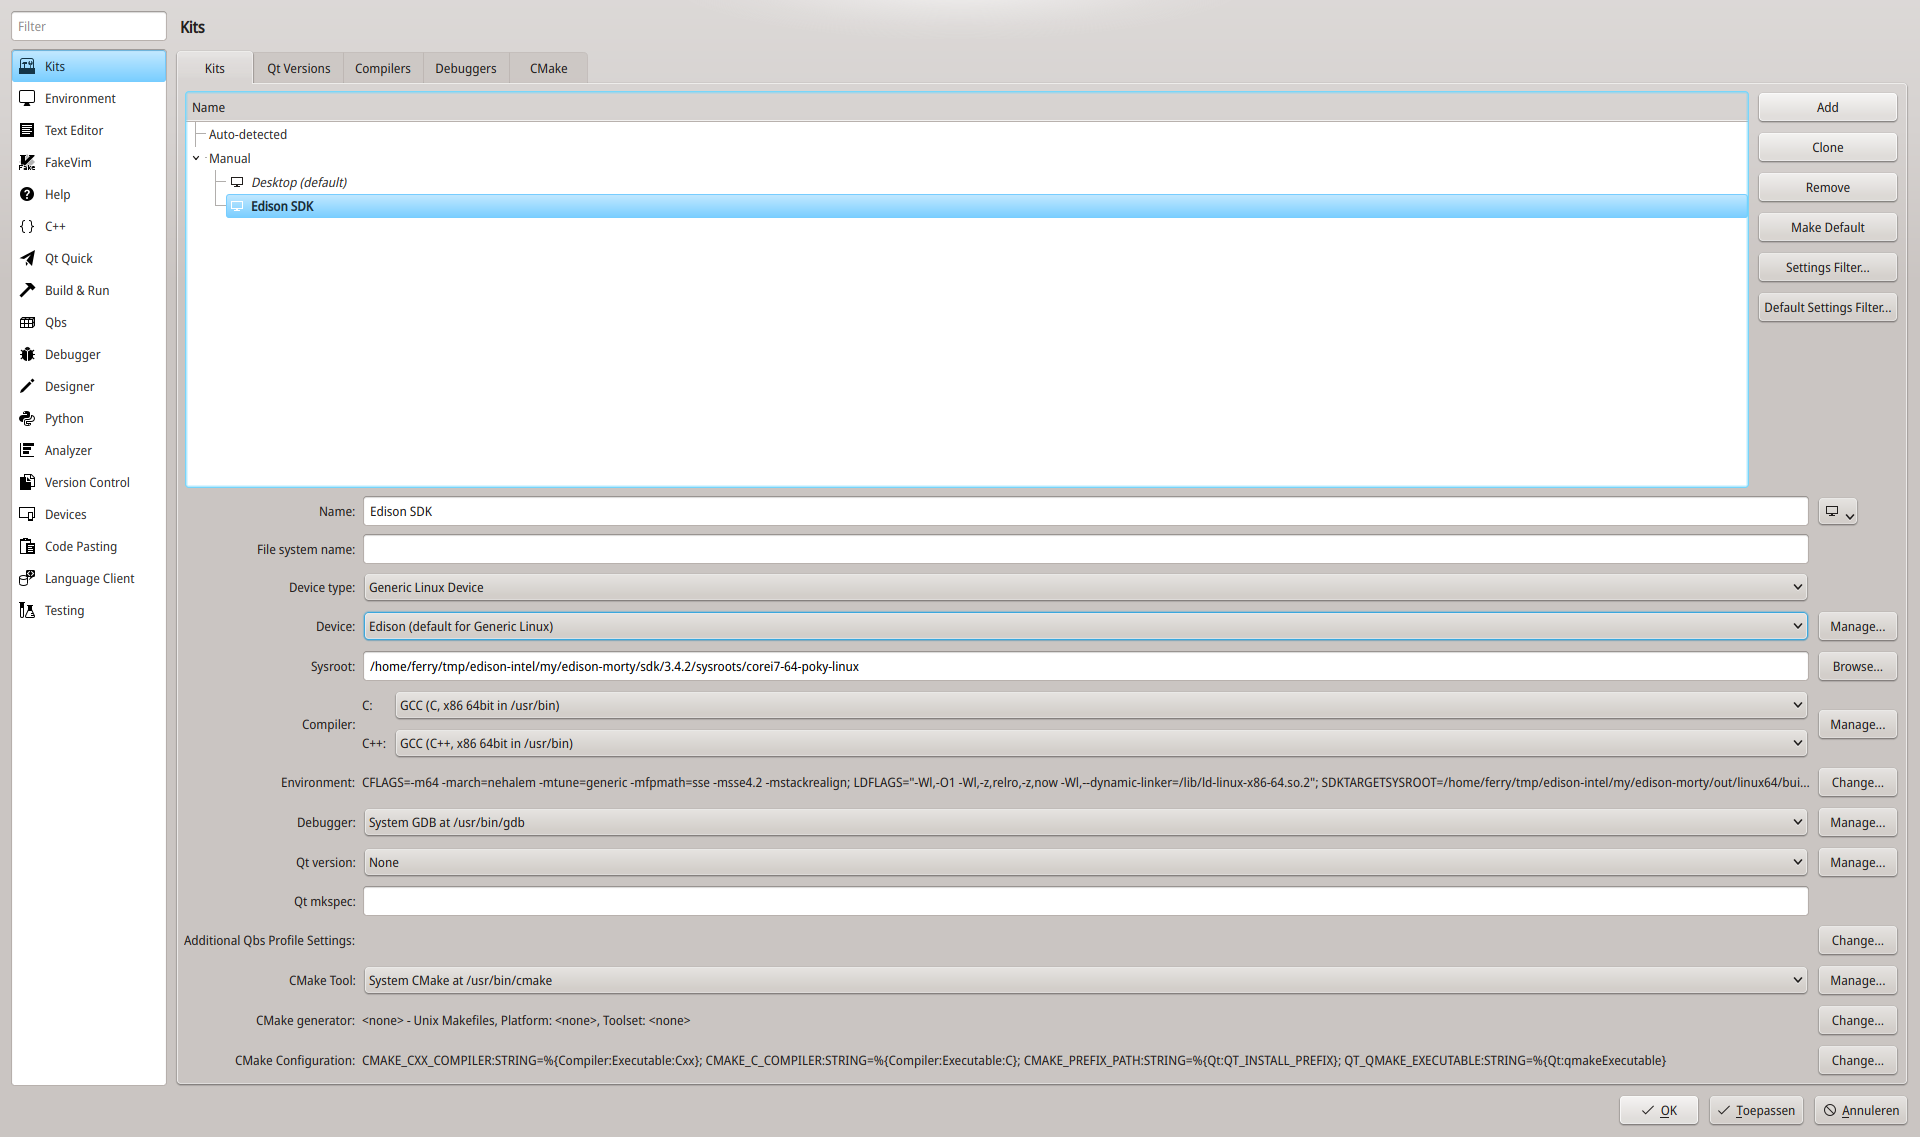 Filter
Kits
Environment
Text Editor
FakeVim
Help
C++
Qt Quick
Build & Run
Qbs
Debugger
Designer
Python
Analyzer
Version Control
Devices
Code Pasting
Language Client
Testing
Kits
Kits Qt Versions Compilers Debuggers CMake
Name
Auto-detected
Manual
Desktop (default)
Edison SDK
Add
Clone
Remove
Make Default
Settings Filter...
Default Settings Filter...
Name: Edison SDK
File system name:
Device type: Generic Linux Device
Device: Edison (default for Generic Linux) Manage...
Sysroot: /home/ferry/tmp/edison-intel/my/edison-morty/sdk/3.4.2/sysroots/corei7-64-poky-linux Browse...
Compiler: Manage...
C: GCC (C, x86 64bit in /usr/bin)
C++: GCC (C++, x86 64bit in /usr/bin)
Environment: CFLAGS=-m64 -march=nehalem -mtune=generic -mfpmath=sse -msse4.2 -mstackrealign; LDFLAGS="-Wl,-O1 -Wl,-z,relro,-z,now -Wl,--dynamic-linker=/lib/ld-linux-x86-64.so.2"; SDKTARGETSYSROOT=/home/ferry/tmp/edison-intel/my/edison-morty/out/linux64/bui... Change...
Debugger: System GDB at /usr/bin/gdb Manage...
Qt version: None Manage...
Qt mkspec:
Additional Qbs Profile Settings: Change...
CMake Tool: System CMake at /usr/bin/cmake Manage...
CMake generator: <none> - Unix Makefiles, Platform: <none>, Toolset: <none> Change...
CMake Configuration: CMAKE_CXX_COMPILER:STRING=%{Compiler:Executable:Cxx}; CMAKE_C_COMPILER:STRING=%{Compiler:Executable:C}; CMAKE_PREFIX_PATH:STRING=%{Qt:QT_INSTALL_PREFIX}; QT_QMAKE_EXECUTABLE:STRING=%{Qt:qmakeExecutable} Change...
OK Toepassen Annuleren